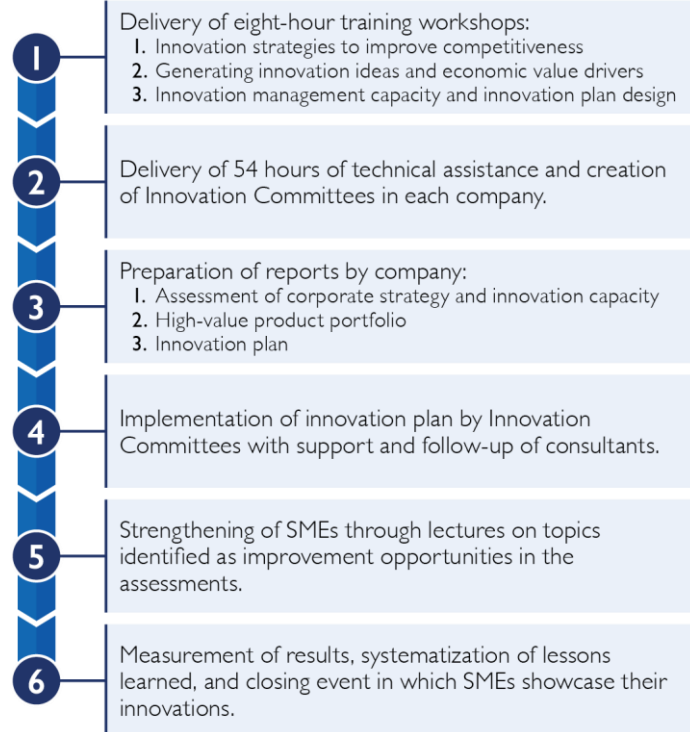 1
Delivery of eight-hour training workshops:
1. Innovation strategies to improve competitiveness
2. Generating innovation ideas and economic value drivers
3. Innovation management capacity and innovation plan design
2
Delivery of 54 hours of technical assistance and creation
of Innovation Committees in each company.
3
Preparation of reports by company:
1. Assessment of corporate strategy and innovation capacity
2. High-value product portfolio
3. Innovation plan
4
Implementation of innovation plan by Innovation
Committees with support and follow-up of consultants.
5
Strengthening of SMEs through lectures on topics
identified as improvement opportunities in the
assessments.
6
Measurement of results, systematization of lessons
learned, and closing event in which SMEs showcase their
innovations.